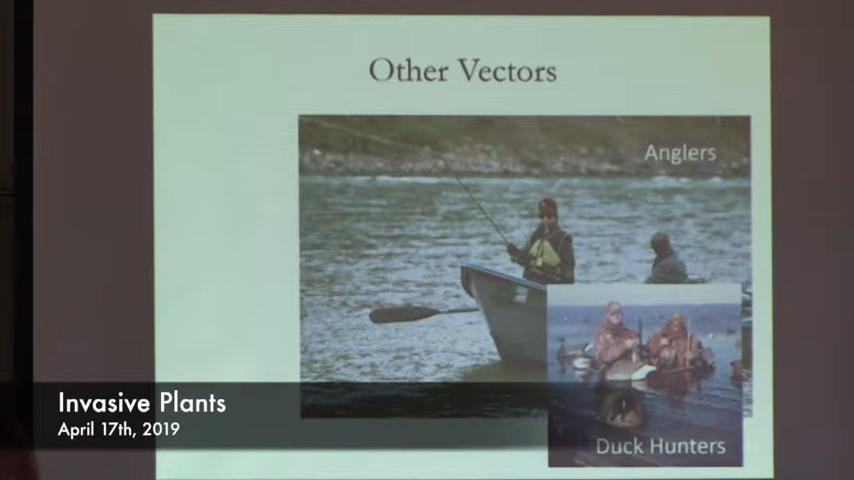 Other Vectors
Anglers
Duck Hunters
Invasive Plants
April 17th, 2019